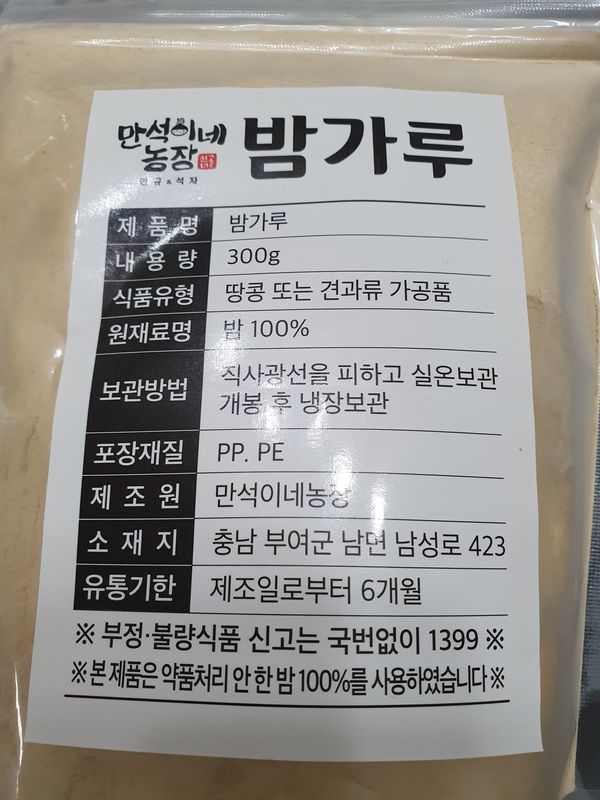 만석이네
농장
밤가루
민규&석자
제품명 밤가루
내용량 300g
식품유형 땅콩 또는 견과류 가공품
원재료명 밤 100%
보관방법 직사광선을 피하고 실온보관
개봉 후 냉장보관
포장재질 PP. PE
제조원 만석이네농장
소재지 충남 부여군 남면 남성로 423
유통기한 제조일로부터 6개월
※ 부정·불량식품 신고는 국번없이 1399 ※
※ 본 제품은 약품처리 안 한 밤 100%를 사용하였습니다 ※